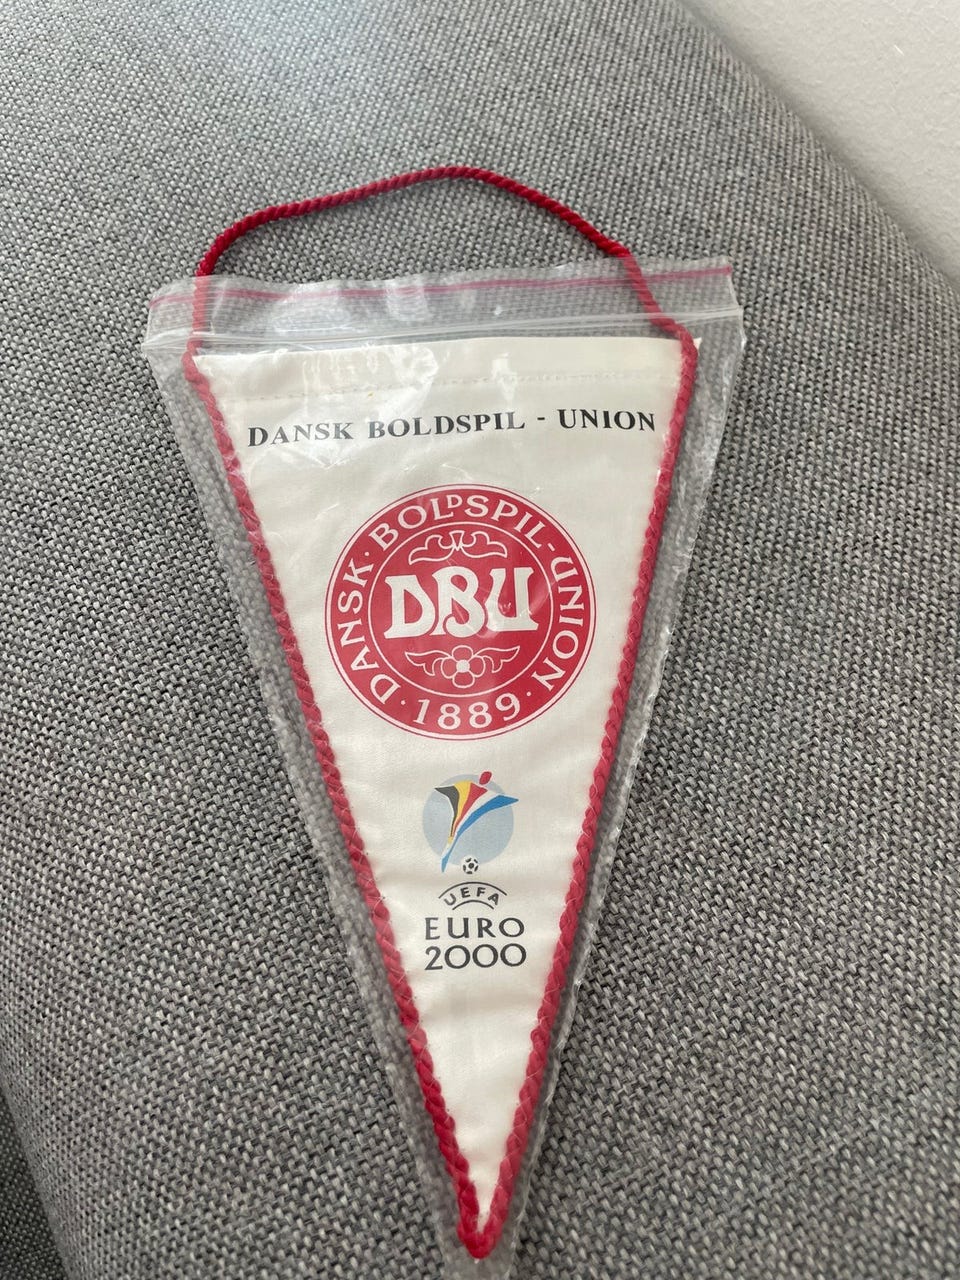 DANSK BOLDSPIL - UNION
DANSK · BOLDSPIL-UNION · 1889 ·
DBU
UEFA
EURO
2000